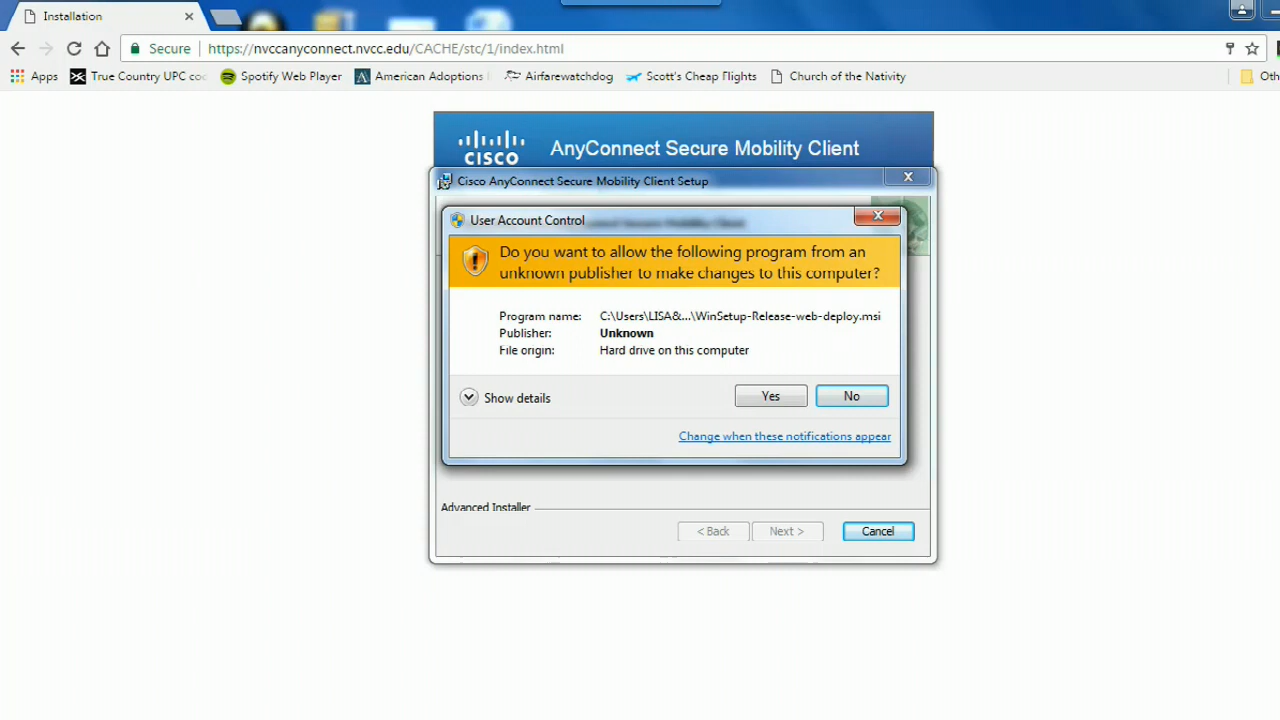 Installation
Secure https://nvccanyconnect.nvcc.edu/CACHE/stc/1/index.html
Apps True Country UPC co Spotify Web Player American Adoptions Airfarewatchdog Scott's Cheap Flights Church of the Nativity Oth
CISCO AnyConnect Secure Mobility Client
Cisco AnyConnect Secure Mobility Client Setup
User Account Control
Do you want to allow the following program from an
unknown publisher to make changes to this computer?
Program name: C:\Users\LISA&...\WinSetup-Release-web-deploy.msi
Publisher: Unknown
File origin: Hard drive on this computer
Show details Yes No
Change when these notifications appear
Advanced Installer
< Back Next > Cancel